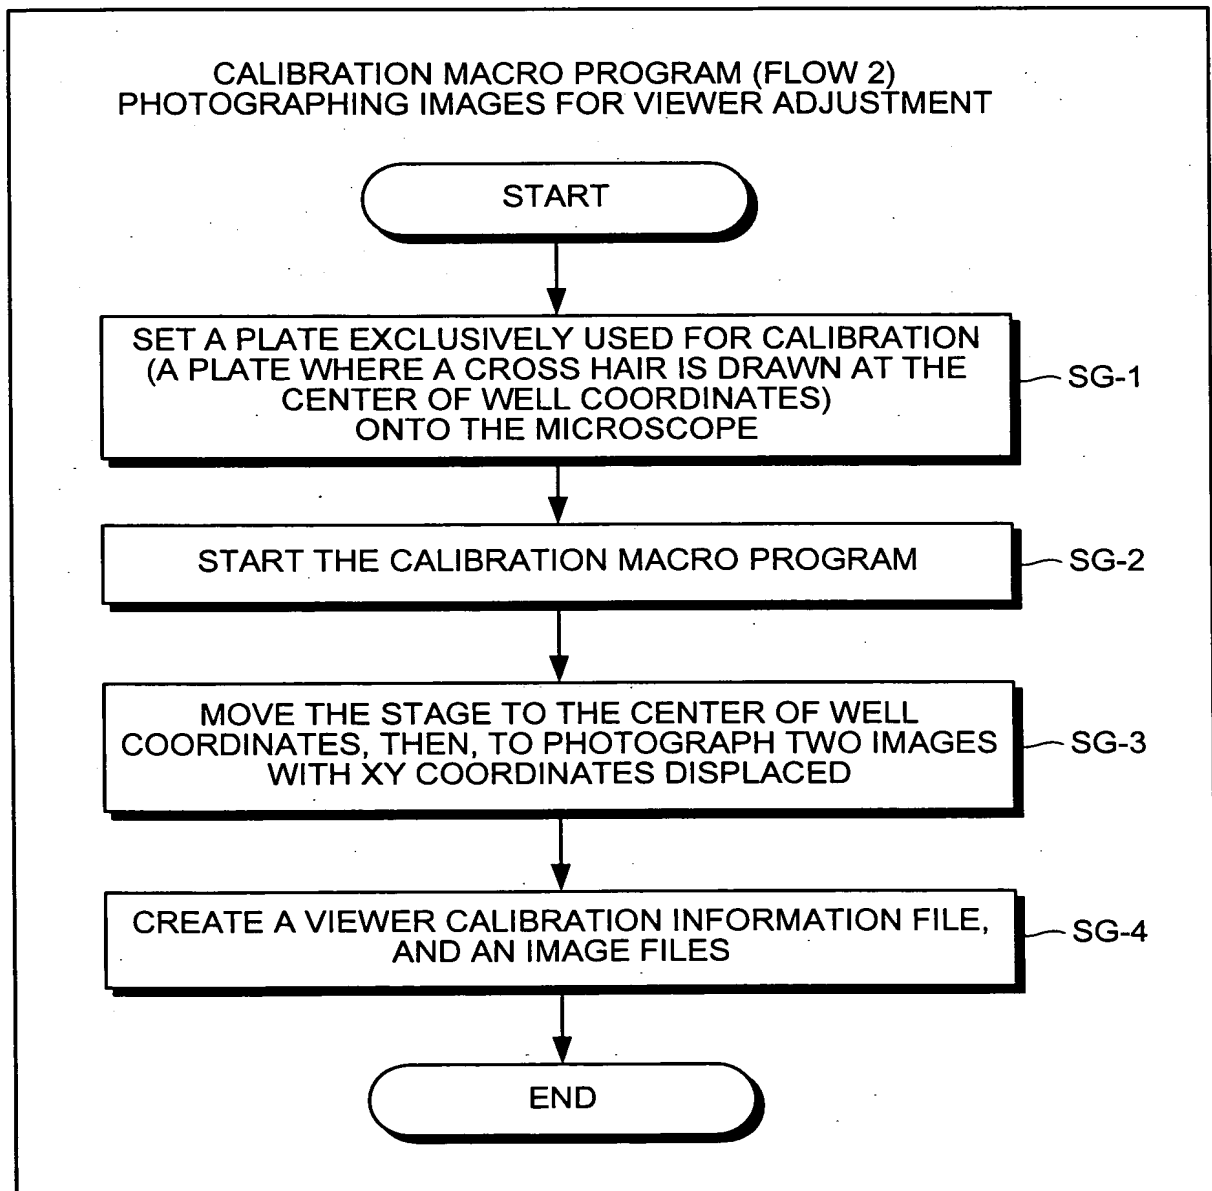 CALIBRATION MACRO PROGRAM (FLOW 2)
PHOTOGRAPHING IMAGES FOR VIEWER ADJUSTMENT
START
SET A PLATE EXCLUSIVELY USED FOR CALIBRATION
(A PLATE WHERE A CROSS HAIR IS DRAWN AT THE
CENTER OF WELL COORDINATES)
ONTO THE MICROSCOPE
SG-1
START THE CALIBRATION MACRO PROGRAM
SG-2
MOVE THE STAGE TO THE CENTER OF WELL
COORDINATES, THEN, TO PHOTOGRAPH TWO IMAGES
WITH XY COORDINATES DISPLACED
SG-3
CREATE A VIEWER CALIBRATION INFORMATION FILE,
AND AN IMAGE FILES
SG-4
END